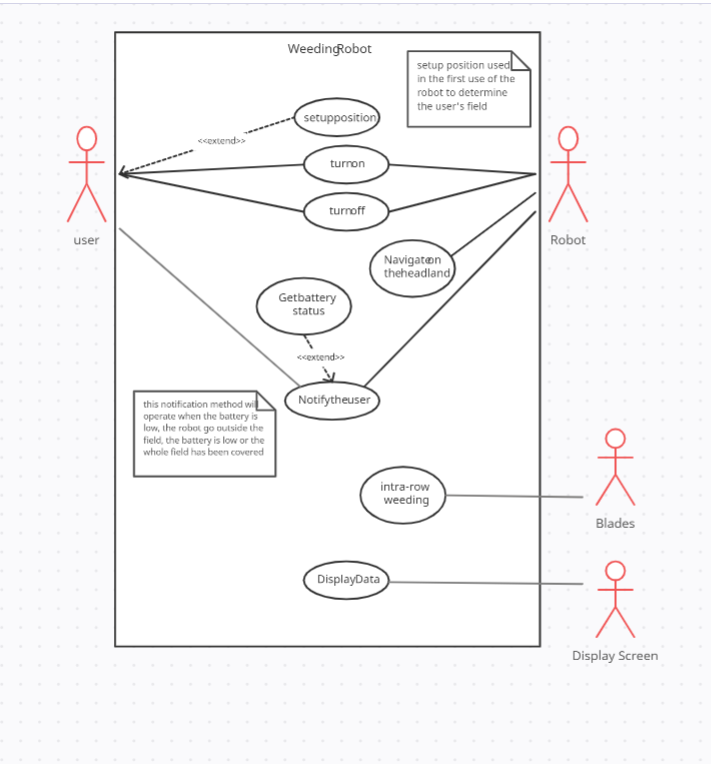 WeedingRobot
setup position used
in the first use of the
robot to determine
the user's field
setupposition
<<extend>>
turnon
turnoff
user
Robot
Navigateon
theheadland
Getbattery
status
<<extend>>
Notifytheuser
this notification method will
operate when the battery is
low, the robot go outside the
field, the battery is low or the
whole field has been covered
intra-row
weeding
Blades
DisplayData
Display Screen